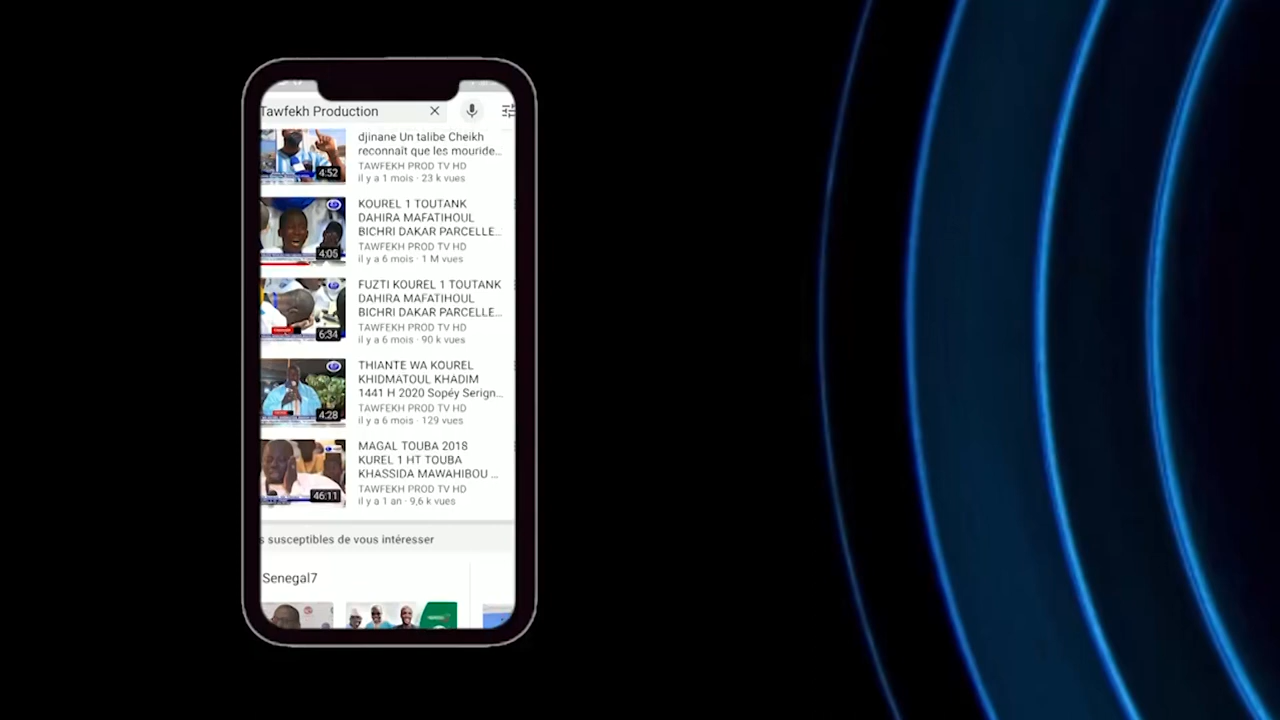 Tawfekh Production
djinane Un talibe Cheikh
reconnaît que les mouride...
TAWFEKH PROD TV HD
il y a 1 mois · 23 k vues
4:52
KOUREL 1 TOUTANK
DAHIRA MAFATIHOUL
BICHRI DAKAR PARCELLE...
TAWFEKH PROD TV HD
il y a 6 mois · 1 M vues
4:05
FUZTI KOUREL 1 TOUTANK
DAHIRA MAFATIHOUL
BICHRI DAKAR PARCELLE...
TAWFEKH PROD TV HD
il y a 6 mois · 90 k vues
6:34
THIANTE WA KOUREL
KHIDMATOUL KHADIM
1441 H 2020 Sopéy Serign...
TAWFEKH PROD TV HD
il y a 6 mois · 129 vues
4:28
MAGAL TOUBA 2018
KUREL 1 HT TOUBA
KHASSIDA MAWAHIBOU ...
TAWFEKH PROD TV HD
il y a 1 an · 9,6 k vues
46:11
s susceptibles de vous intéresser
Senegal7